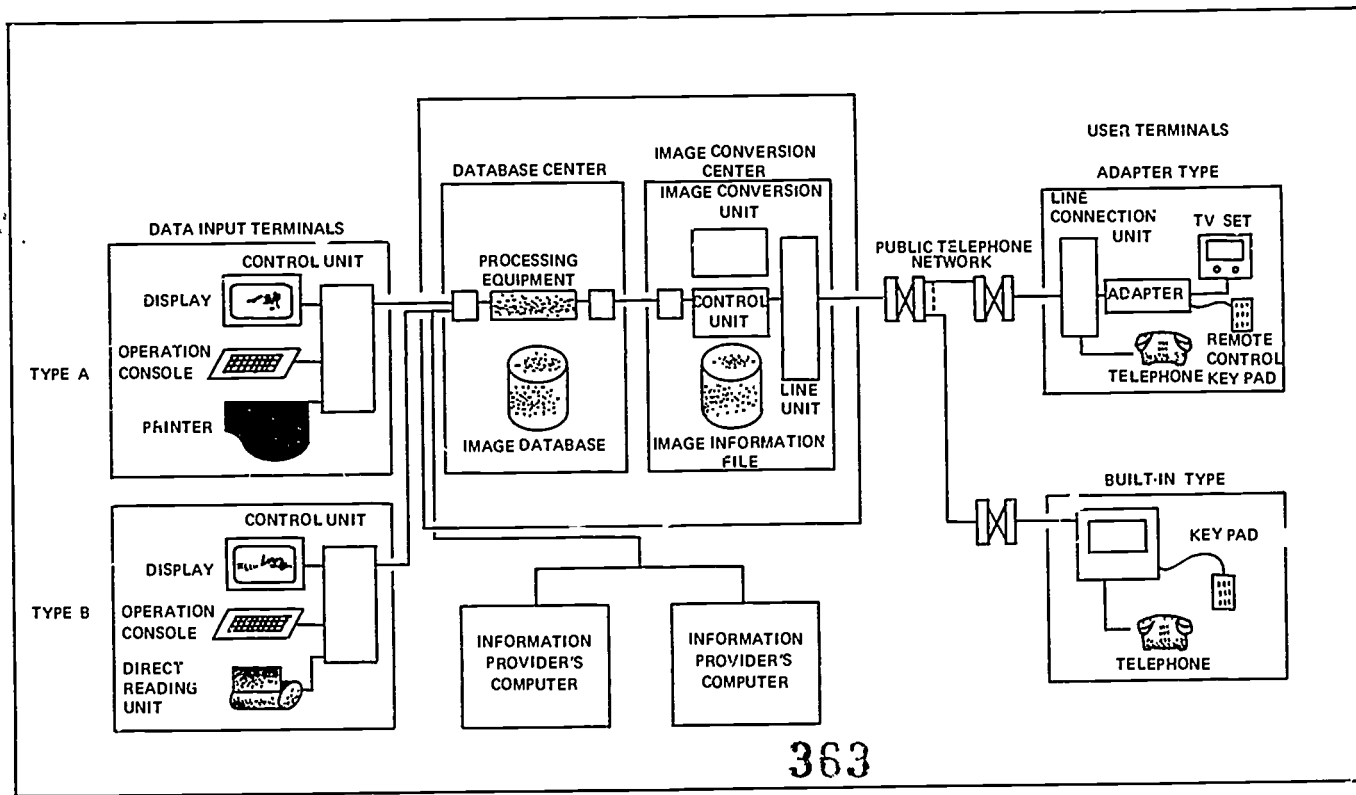 DATA INPUT TERMINALS
TYPE A
CONTROL UNIT
DISPLAY
OPERATION
CONSOLE
PRINTER
TYPE B
CONTROL UNIT
DISPLAY
OPERATION
CONSOLE
DIRECT
READING
UNIT
DATABASE CENTER
PROCESSING
EQUIPMENT
IMAGE DATABASE
IMAGE CONVERSION
CENTER
IMAGE CONVERSION
UNIT
CONTROL
UNIT
LINE
UNIT
IMAGE INFORMATION
FILE
INFORMATION
PROVIDER'S
COMPUTER
INFORMATION
PROVIDER'S
COMPUTER
PUBLIC TELEPHONE
NETWORK
USER TERMINALS
ADAPTER TYPE
LINE
CONNECTION
UNIT
TV SET
ADAPTER
REMOTE
CONTROL
KEY PAD
TELEPHONE
BUILT-IN TYPE
KEY PAD
TELEPHONE
363